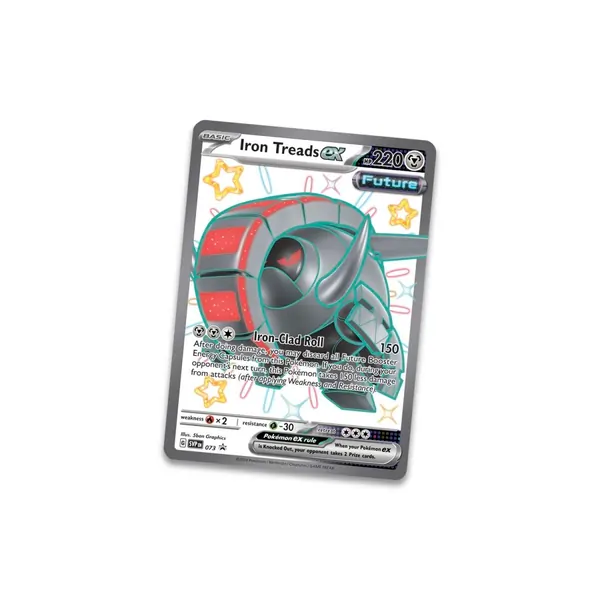 BASIC
Iron Treads ex HP 220
Future
Iron-Clad Roll 150
After doing damage, you may discard all Future Booster
Energy Capsules from this Pokémon. If you do, during your
opponent's next turn, this Pokémon takes 150 less damage
from attacks (after applying Weakness and Resistance).
weakness ×2 resistance -30 retreat
Illus. 5ban Graphics
Pokémon ex rule When your Pokémon ex
is Knocked Out, your opponent takes 2 Prize cards.
G SVP EN 073